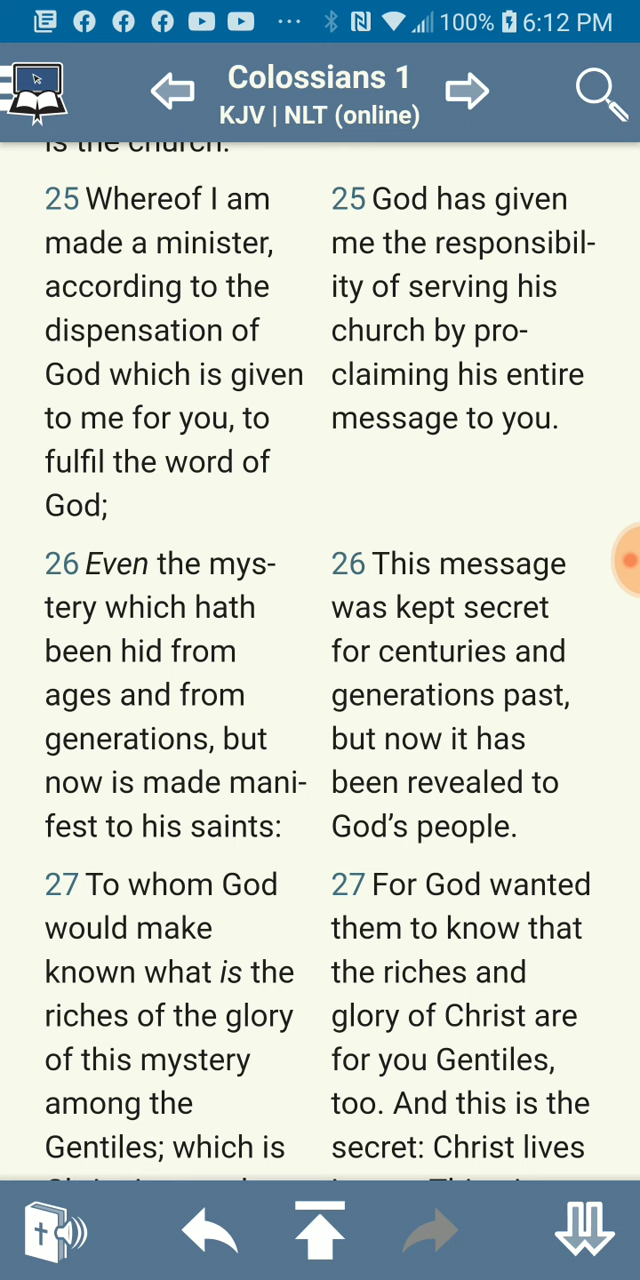 100% 6:12 PM
Colossians 1
KJV | NLT (online)
is the church.
25 Whereof I am
made a minister,
according to the
dispensation of
God which is given
to me for you, to
fulfil the word of
God;
26 Even the mys-
tery which hath
been hid from
ages and from
generations, but
now is made mani-
fest to his saints:
27 To whom God
would make
known what is the
riches of the glory
of this mystery
among the
Gentiles; which is
25 God has given
me the responsibil-
ity of serving his
church by pro-
claiming his entire
message to you.
26 This message
was kept secret
for centuries and
generations past,
but now it has
been revealed to
God’s people.
27 For God wanted
them to know that
the riches and
glory of Christ are
for you Gentiles,
too. And this is the
secret: Christ lives